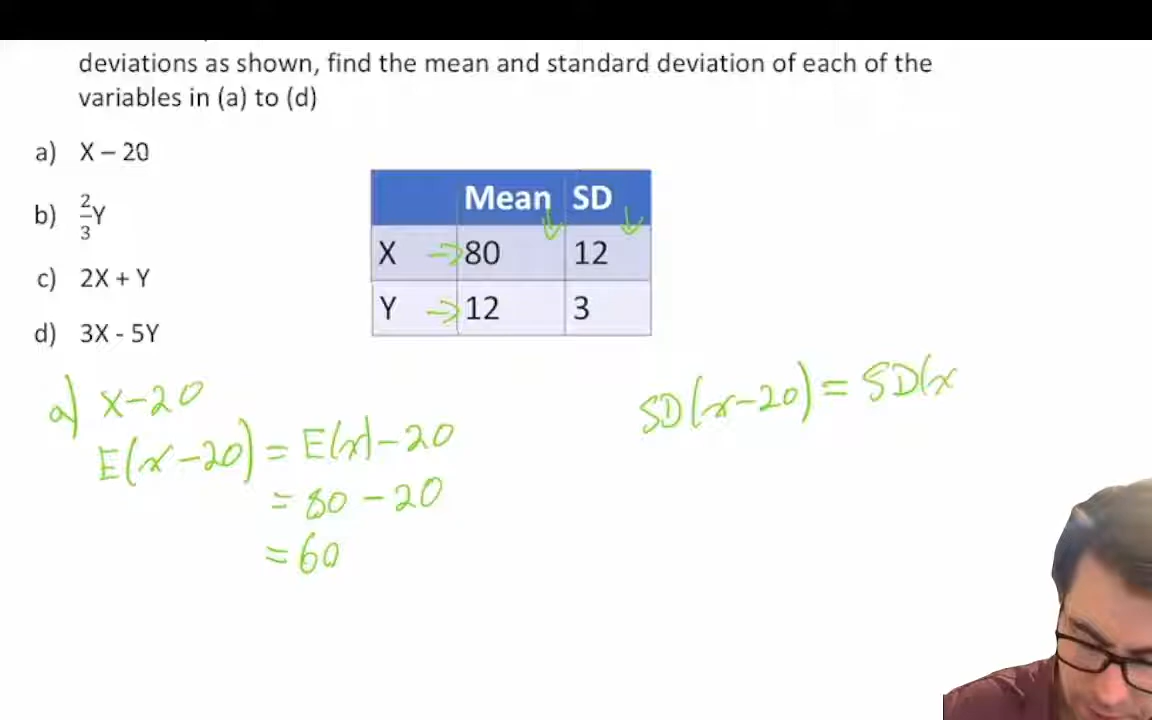 deviations as shown, find the mean and standard deviation of each of the
variables in (a) to (d)
a) X – 20
b) 2/3 Y
c) 2X + Y
d) 3X - 5Y
Mean SD
X → 80 12
Y → 12 3
a) X-20
E(x-20) = E(x) - 20
= 80 - 20
= 60
SD(x-20) = SD(x